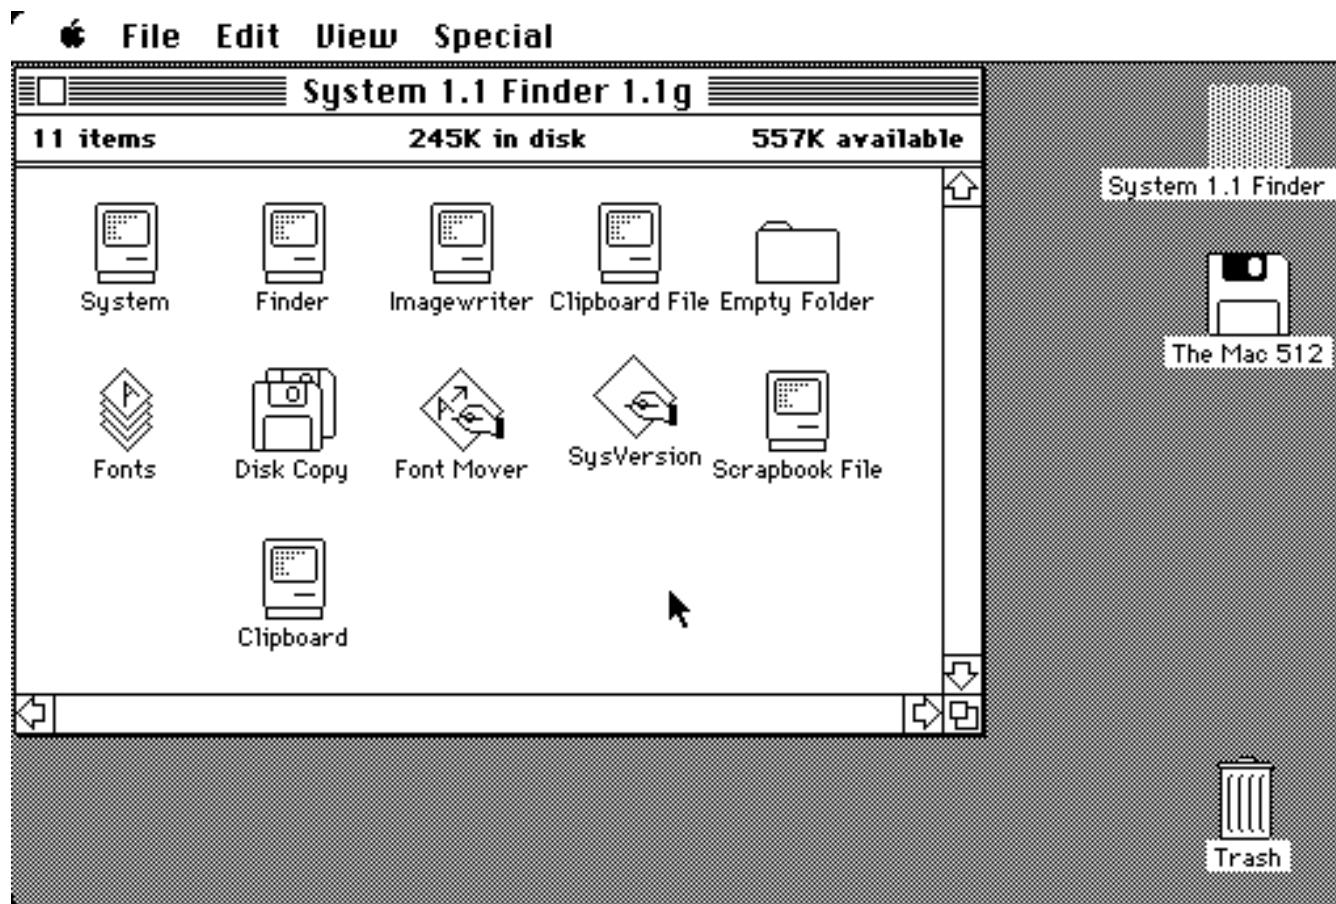 File Edit View Special
System 1.1 Finder 1.1g
11 items 245K in disk 557K available
System Finder Imagewriter Clipboard File Empty Folder
Fonts Disk Copy Font Mover SysVersion Scrapbook File
Clipboard
System 1.1 Finder
The Mac 512
Trash